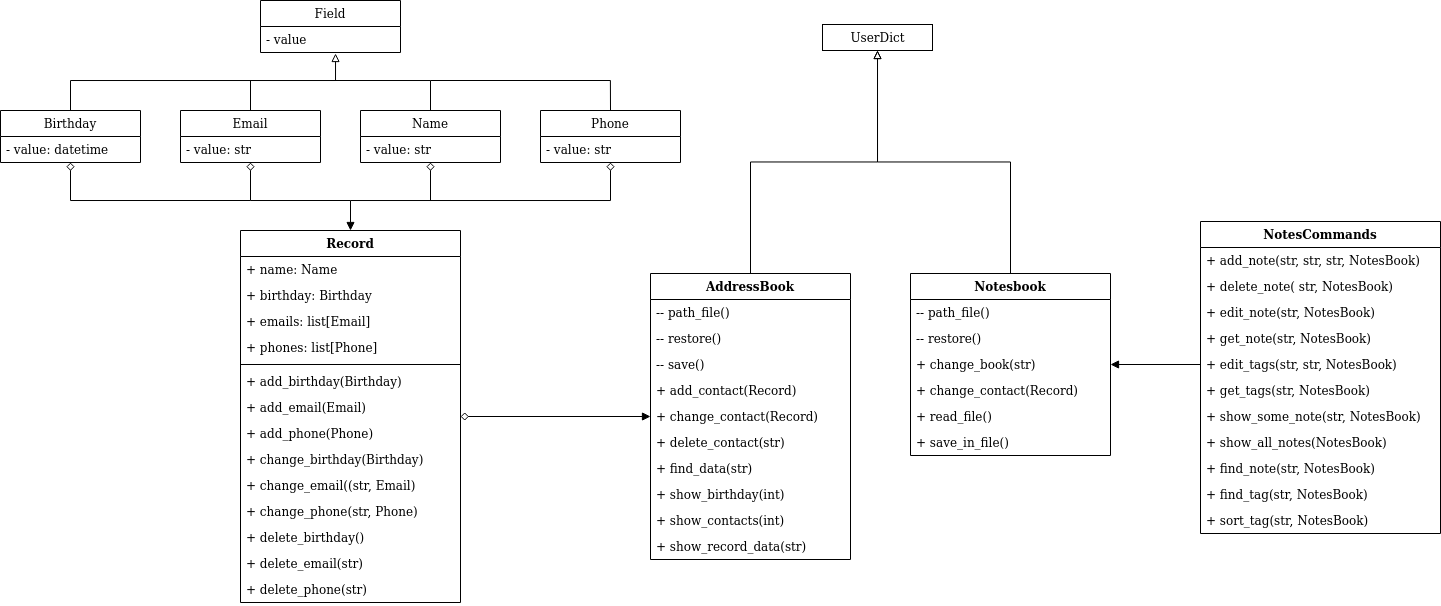 Field
- value
UserDict
Birthday
- value: datetime
Email
- value: str
Name
- value: str
Phone
- value: str
Record
+ name: Name
+ birthday: Birthday
+ emails: list[Email]
+ phones: list[Phone]
+ add_birthday(Birthday)
+ add_email(Email)
+ add_phone(Phone)
+ change_birthday(Birthday)
+ change_email((str, Email)
+ change_phone(str, Phone)
+ delete_birthday()
+ delete_email(str)
+ delete_phone(str)
AddressBook
-- path_file()
-- restore()
-- save()
+ add_contact(Record)
+ change_contact(Record)
+ delete_contact(str)
+ find_data(str)
+ show_birthday(int)
+ show_contacts(int)
+ show_record_data(str)
Notesbook
-- path_file()
-- restore()
+ change_book(str)
+ change_contact(Record)
+ read_file()
+ save_in_file()
NotesCommands
+ add_note(str, str, str, NotesBook)
+ delete_note( str, NotesBook)
+ edit_note(str, NotesBook)
+ get_note(str, NotesBook)
+ edit_tags(str, str, NotesBook)
+ get_tags(str, NotesBook)
+ show_some_note(str, NotesBook)
+ show_all_notes(NotesBook)
+ find_note(str, NotesBook)
+ find_tag(str, NotesBook)
+ sort_tag(str, NotesBook)